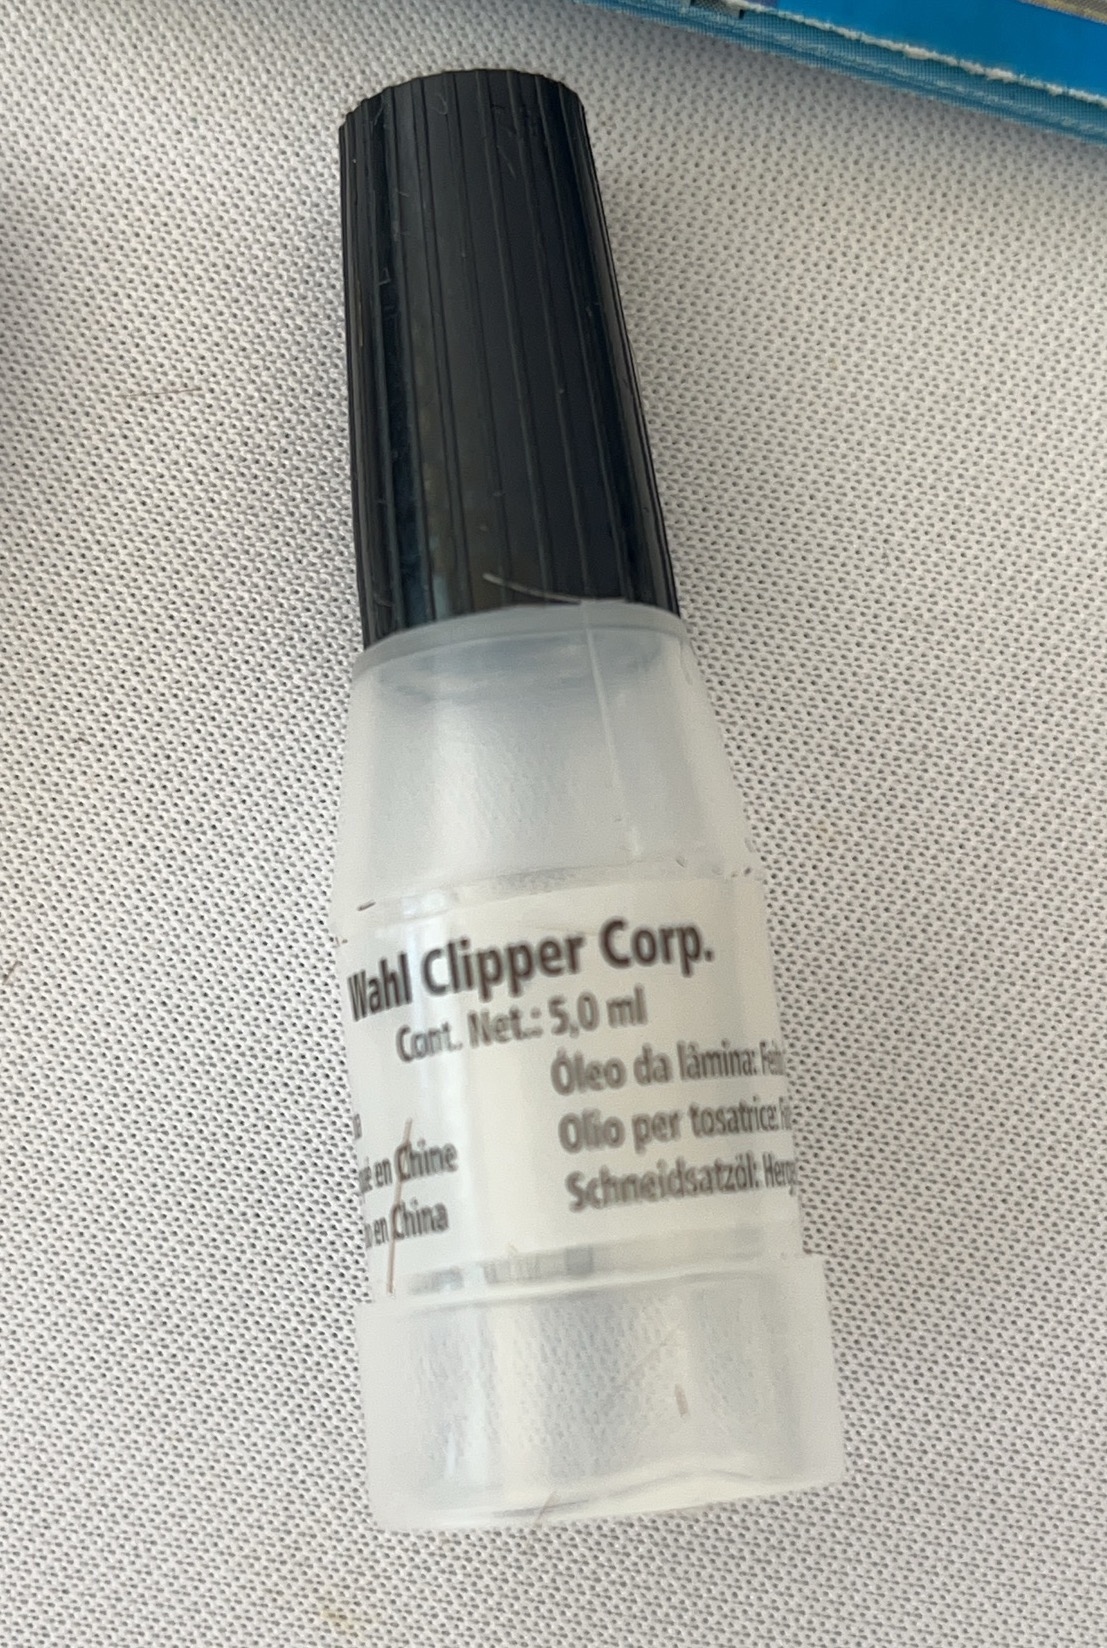 Wahl Clipper Corp.
Cont. Net.: 5,0 ml
Óleo da lâmina:
Olio per tosatrice:
Schneidsatzöl:
en Chine
en China